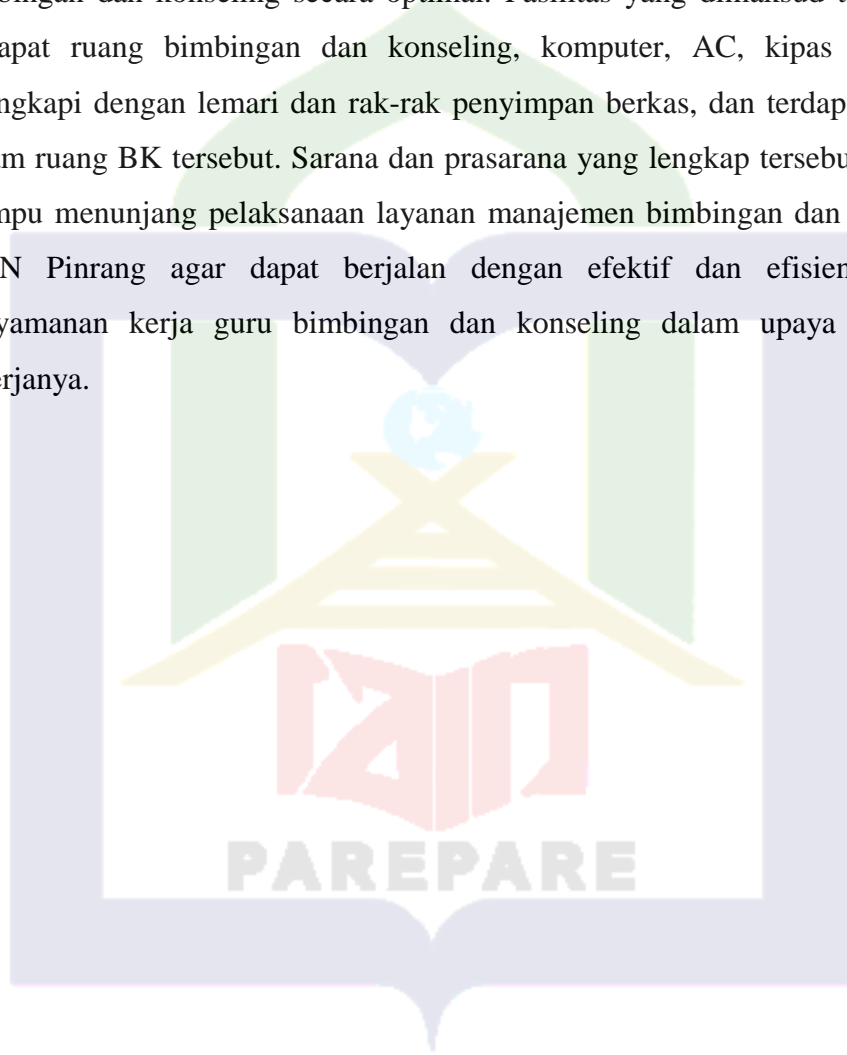 bingan dan konseling secara optimal. Fasilitas yang dimaksud
dapat ruang bimbingan dan konseling, komputer, AC, kipas
ngkapi dengan lemari dan rak-rak penyimpan berkas, dan terdap
am ruang BK tersebut. Sarana dan prasarana yang lengkap tersebu
mpu menunjang pelaksanaan layanan manajemen bimbingan dan
N Pinrang agar dapat berjalan dengan efektif dan efisien
yamanan kerja guru bimbingan dan konseling dalam upaya
erjanya.
iain
PAREPARE